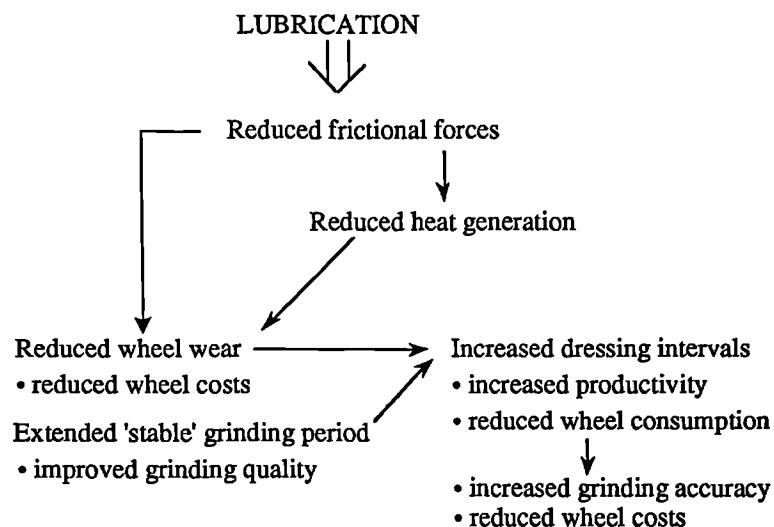 LUBRICATION
Reduced frictional forces
Reduced heat generation
Reduced wheel wear
• reduced wheel costs
Extended 'stable' grinding period
• improved grinding quality
Increased dressing intervals
• increased productivity
• reduced wheel consumption
• increased grinding accuracy
• reduced wheel costs